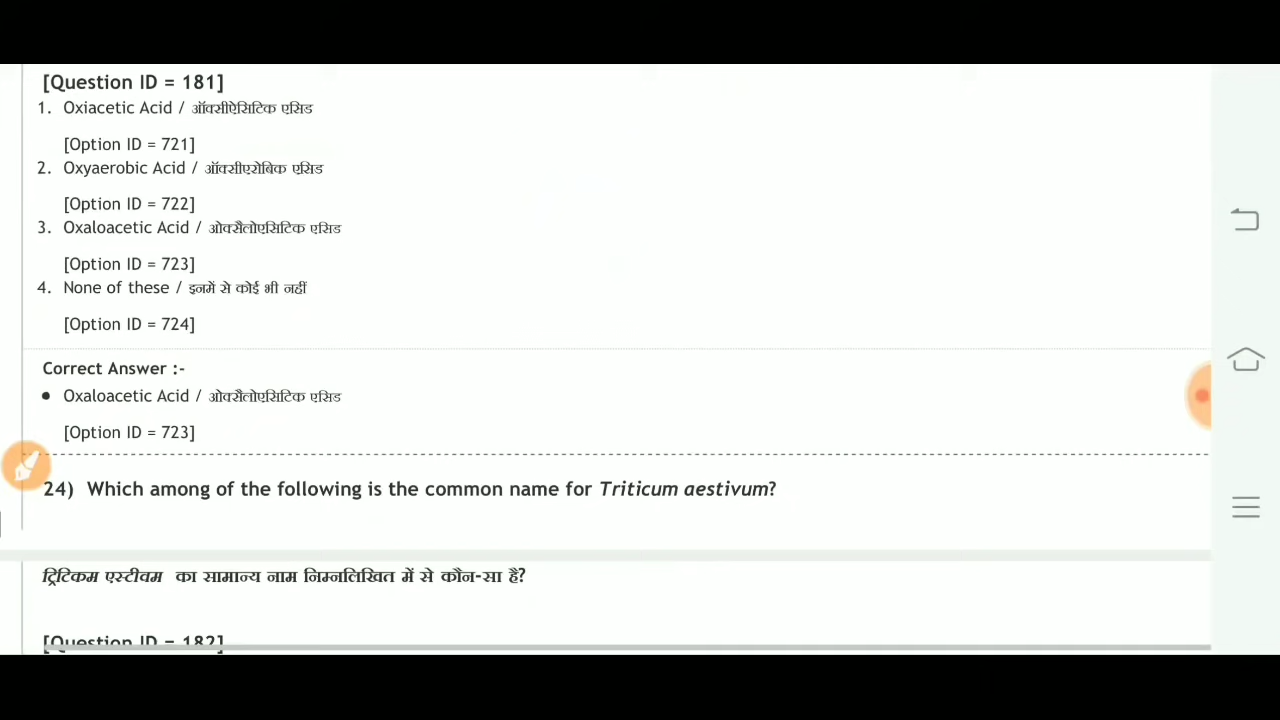 [Question ID = 181]
1. Oxiacetic Acid / ऑक्सीऐसिटिक एसिड
[Option ID = 721]
2. Oxyaerobic Acid / ऑक्सीएरोबिक एसिड
[Option ID = 722]
3. Oxaloacetic Acid / ओक्सैलोएसिटिक एसिड
[Option ID = 723]
4. None of these / इनमें से कोई भी नहीं
[Option ID = 724]
Correct Answer :-
• Oxaloacetic Acid / ओक्सैलोएसिटिक एसिड
[Option ID = 723]
24) Which among of the following is the common name for Triticum aestivum?
ट्रिटिकम एस्टीवम का सामान्य नाम निम्नलिखित में से कौन-सा है?
[Question ID = 182]